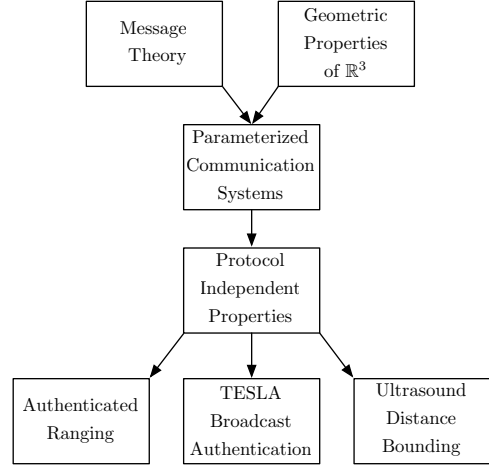 Message
Theory
Geometric
Properties
of ℝ³
Parameterized
Communication
Systems
Protocol
Independent
Properties
Authenticated
Ranging
TESLA
Broadcast
Authentication
Ultrasound
Distance
Bounding